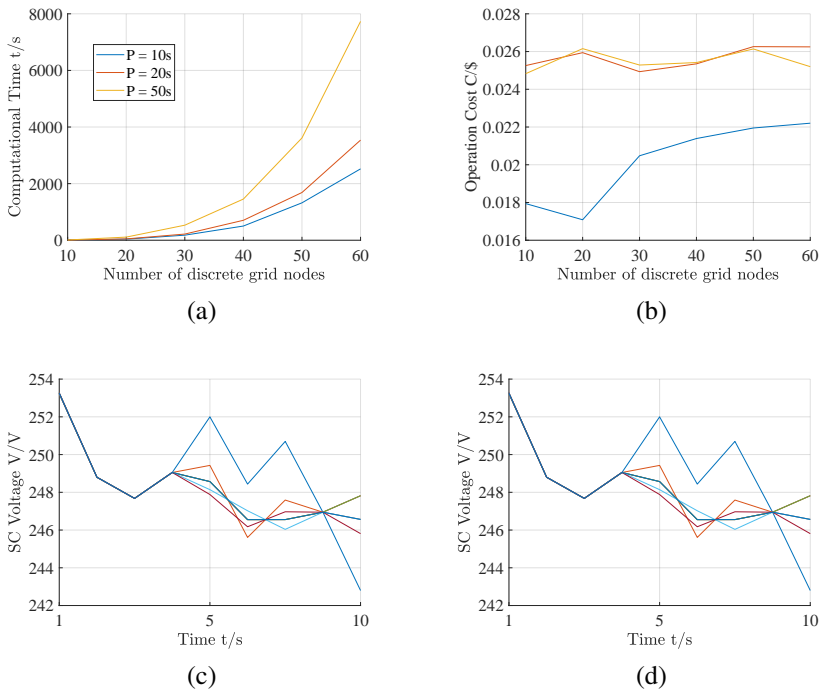 8000
6000
4000
2000
0
Computational Time t/s
P = 10s
P = 20s
P = 50s
10 20 30 40 50 60
Number of discrete grid nodes
(a)
0.028
0.026
0.024
0.022
0.02
0.018
0.016
Operation Cost C/$
10 20 30 40 50 60
Number of discrete grid nodes
(b)
254
252
250
248
246
244
242
SC Voltage V/V
1 5 10
Time t/s
(c)
254
252
250
248
246
244
242
SC Voltage V/V
1 5 10
Time t/s
(d)